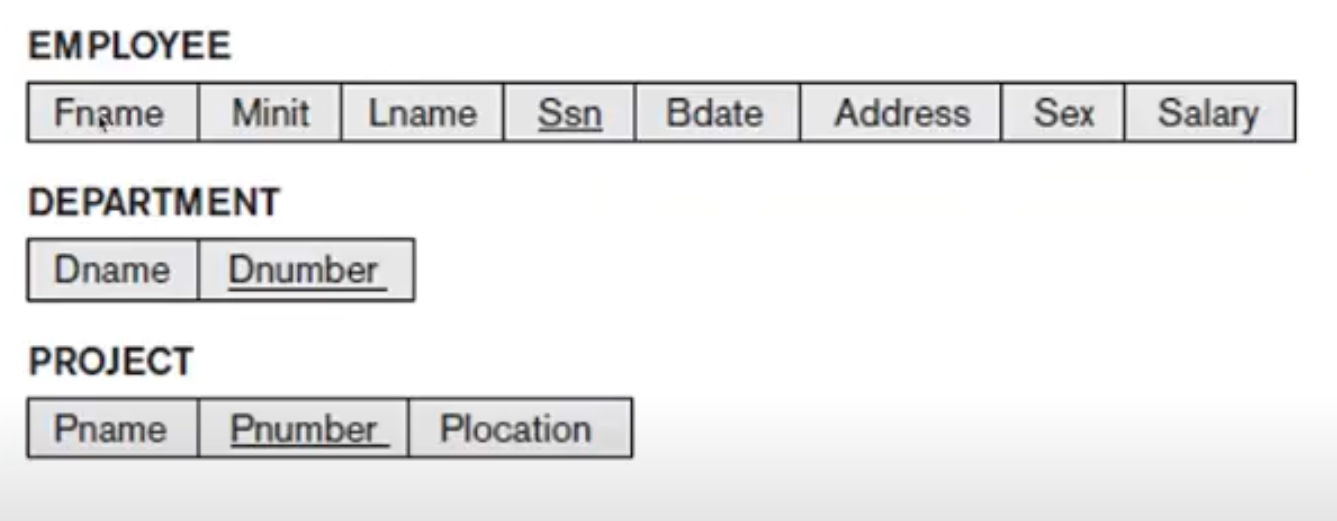 EMPLOYEE
Fname Minit Lname Ssn Bdate Address Sex Salary
DEPARTMENT
Dname Dnumber
PROJECT
Pname Pnumber Plocation